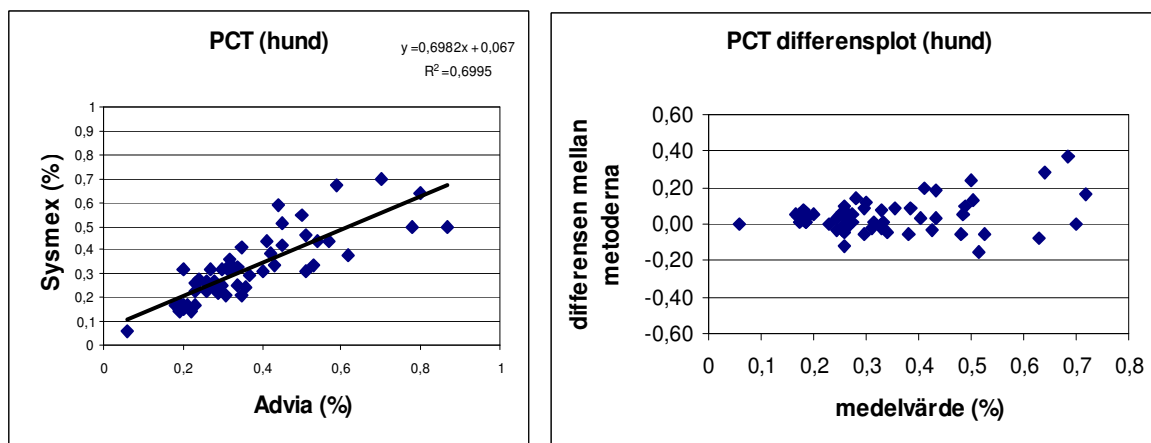 PCT (hund)
y =0,6982x + 0,067
R² =0,6995
Sysmex (%)
1
0,9
0,8
0,7
0,6
0,5
0,4
0,3
0,2
0,1
0
0 0,2 0,4 0,6 0,8 1
Advia (%)
PCT differensplot (hund)
differensen mellan
metoderna
0,60
0,40
0,20
0,00
-0,20
-0,40
-0,60
0 0,1 0,2 0,3 0,4 0,5 0,6 0,7 0,8
medelvärde (%)